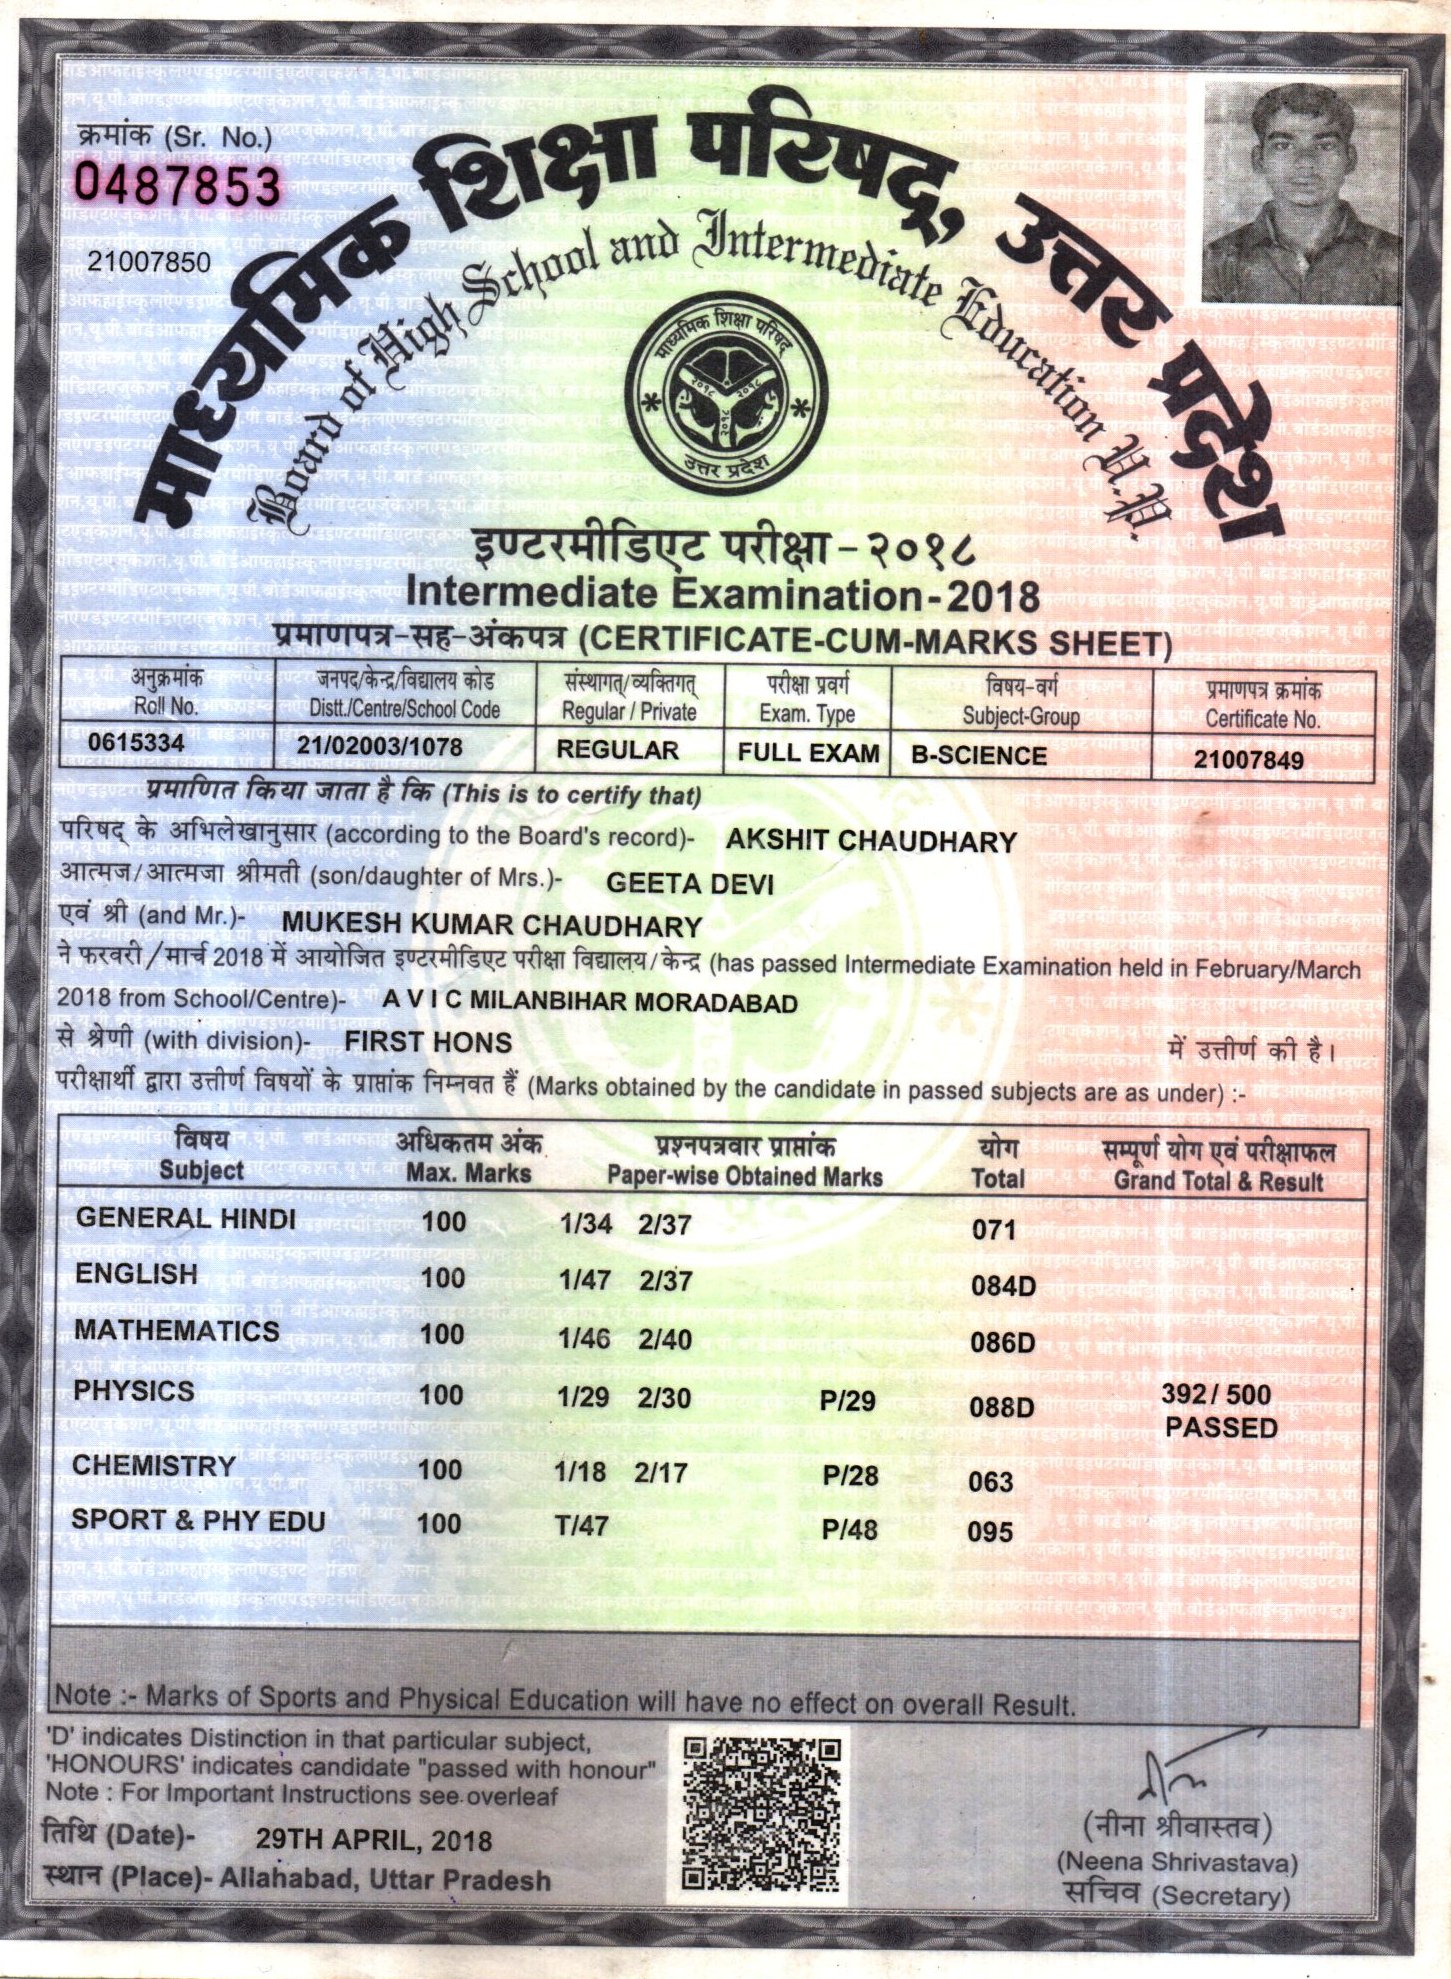 क्रमांक (Sr. No.)
0487853
21007850
माध्यमिक शिक्षा परिषद्, उत्तर प्रदेश
Board of High School and Intermediate Education U.P.
माध्यमिक शिक्षा परिषद्
२०१८ २०१८
२०१८
उत्तर प्रदेश
इण्टरमीडिएट परीक्षा - २०१८
Intermediate Examination - 2018
प्रमाणपत्र-सह-अंकपत्र (CERTIFICATE-CUM-MARKS SHEET)
अनुक्रमांक जनपद/केन्द्र/विद्यालय कोड संस्थागत्/व्यक्तिगत् परीक्षा प्रवर्ग विषय-वर्ग प्रमाणपत्र क्रमांक
Roll No. Distt./Centre/School Code Regular / Private Exam. Type Subject-Group Certificate No.
0615334 21/02003/1078 REGULAR FULL EXAM B-SCIENCE 21007849
प्रमाणित किया जाता है कि (This is to certify that)
परिषद् के अभिलेखानुसार (according to the Board's record)- AKSHIT CHAUDHARY
आत्मज/आत्मजा श्रीमती (son/daughter of Mrs.)- GEETA DEVI
एवं श्री (and Mr.)- MUKESH KUMAR CHAUDHARY
ने फरवरी/मार्च 2018 में आयोजित इण्टरमीडिएट परीक्षा विद्यालय/केन्द्र (has passed Intermediate Examination held in February/March
2018 from School/Centre)- A V I C MILANBIHAR MORADABAD
से श्रेणी (with division)- FIRST HONS में उत्तीर्ण की है।
परीक्षार्थी द्वारा उत्तीर्ण विषयों के प्राप्तांक निम्नवत हैं (Marks obtained by the candidate in passed subjects are as under) :-
विषय अधिकतम अंक प्रश्नपत्रवार प्राप्तांक योग सम्पूर्ण योग एवं परीक्षाफल
Subject Max. Marks Paper-wise Obtained Marks Total Grand Total & Result
GENERAL HINDI 100 1/34 2/37 071
ENGLISH 100 1/47 2/37 084D
MATHEMATICS 100 1/46 2/40 086D
PHYSICS 100 1/29 2/30 P/29 088D 392 / 500
PASSED
CHEMISTRY 100 1/18 2/17 P/28 063
SPORT & PHY EDU 100 T/47 P/48 095
Note :- Marks of Sports and Physical Education will have no effect on overall Result.
'D' indicates Distinction in that particular subject,
'HONOURS' indicates candidate "passed with honour"
Note : For Important Instructions see overleaf
तिथि (Date)- 29TH APRIL, 2018
स्थान (Place)- Allahabad, Uttar Pradesh
(नीना श्रीवास्तव)
(Neena Shrivastava)
सचिव (Secretary)